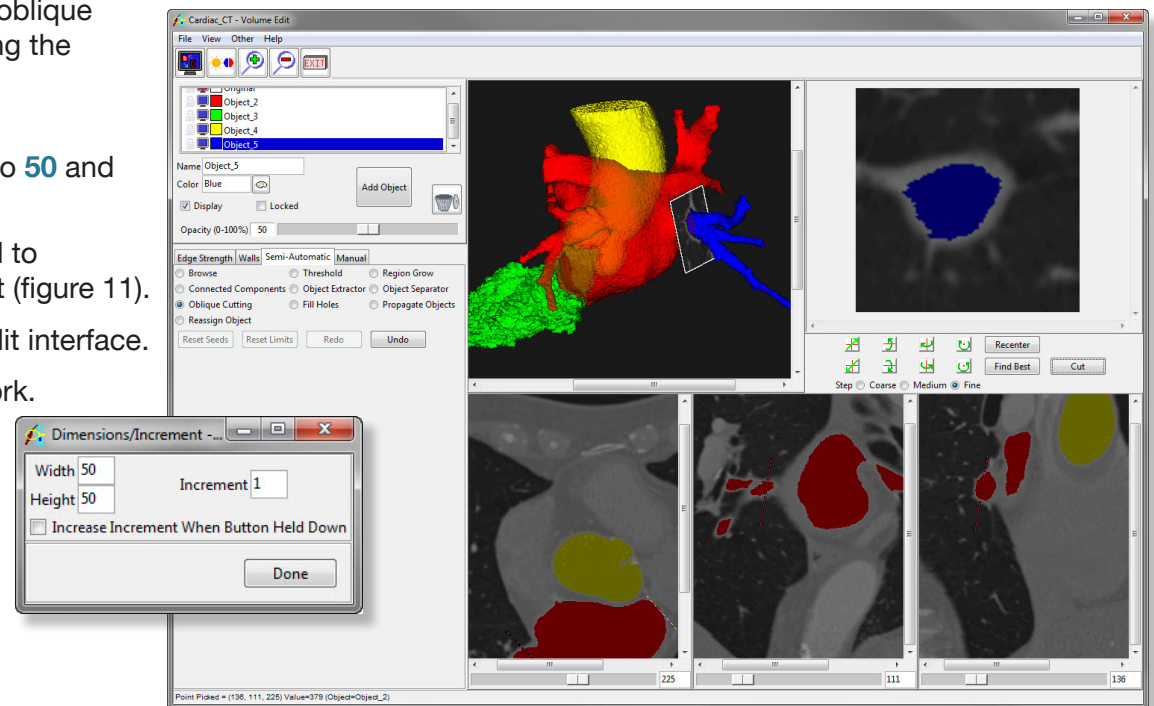 oblique
ng the
o 50 and
d to
t (figure 11).
lit interface.
ork.
Cardiac_CT - Volume Edit
File View Other Help
EXIT
Original
Object_2
Object_3
Object_4
Object_5
Name Object_5
Color Blue
Add Object
Display Locked
Opacity (0-100%) 50
Edge Strength Walls Semi-Automatic Manual
Browse Threshold Region Grow
Connected Components Object Extractor Object Separator
Oblique Cutting Fill Holes Propagate Objects
Reassign Object
Reset Seeds Reset Limits Redo Undo
Recenter
Find Best Cut
Step Coarse Medium Fine
Dimensions/Increment -...
Width 50
Height 50
Increment 1
Increase Increment When Button Held Down
Done
225 111 136
Point Picked = (136, 111, 225) Value=379 (Object=Object_2)